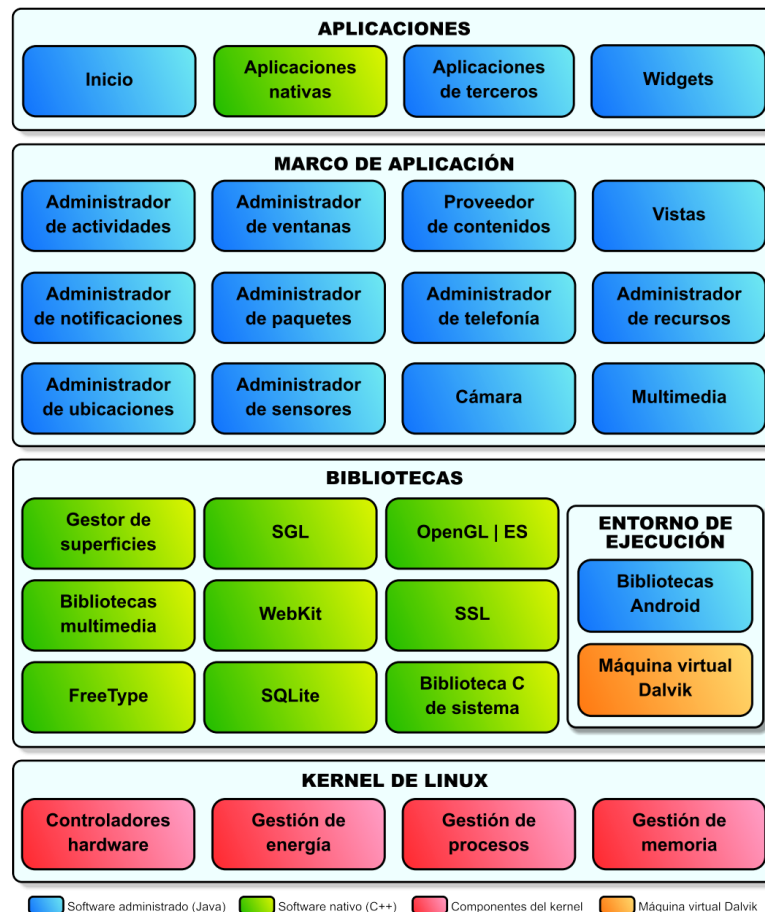 APLICACIONES
Inicio
Aplicaciones
nativas
Aplicaciones
de terceros
Widgets
MARCO DE APLICACIÓN
Administrador
de actividades
Administrador
de ventanas
Proveedor
de contenidos
Vistas
Administrador
de notificaciones
Administrador
de paquetes
Administrador
de telefonía
Administrador
de recursos
Administrador
de ubicaciones
Administrador
de sensores
Cámara
Multimedia
BIBLIOTECAS
Gestor de
superficies
SGL
OpenGL | ES
Bibliotecas
multimedia
WebKit
SSL
FreeType
SQLite
Biblioteca C
de sistema
ENTORNO DE
EJECUCIÓN
Bibliotecas
Android
Máquina virtual
Dalvik
KERNEL DE LINUX
Controladores
hardware
Gestión de
energía
Gestión de
procesos
Gestión de
memoria
Software administrado (Java)
Software nativo (C++)
Componentes del kernel
Máquina virtual Dalvik